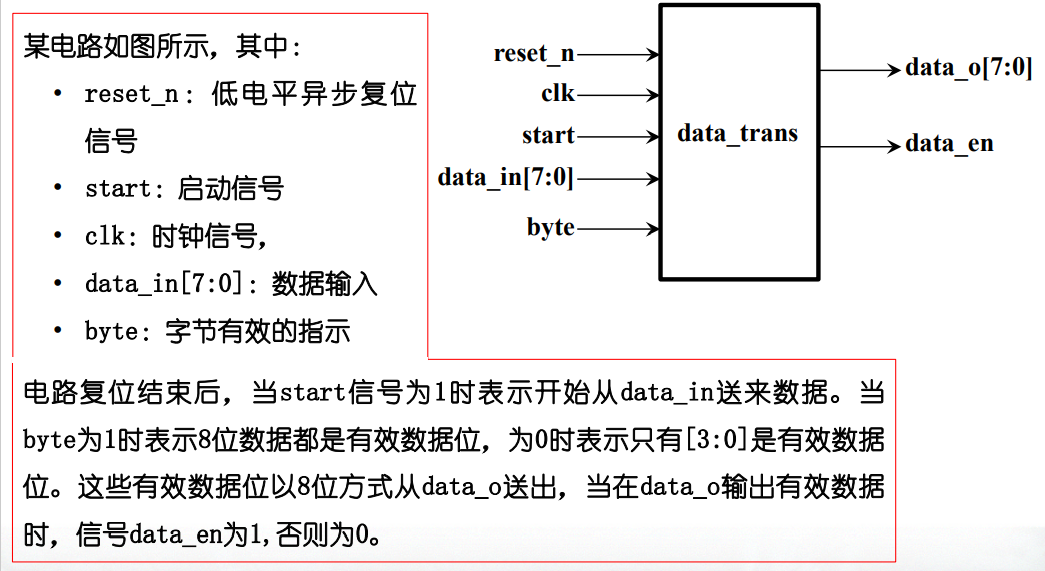 某电路如图所示，其中：
• reset_n：低电平异步复位
信号
• start：启动信号
• clk：时钟信号，
• data_in[7:0]：数据输入
• byte：字节有效的指示
电路复位结束后，当start信号为1时表示开始从data_in送来数据。当
byte为1时表示8位数据都是有效数据位，为0时表示只有[3:0]是有效数据
位。这些有效数据位以8位方式从data_o送出，当在data_o输出有效数据
时，信号data_en为1,否则为0。
reset_n
clk
start
data_in[7:0]
byte
data_trans
data_o[7:0]
data_en